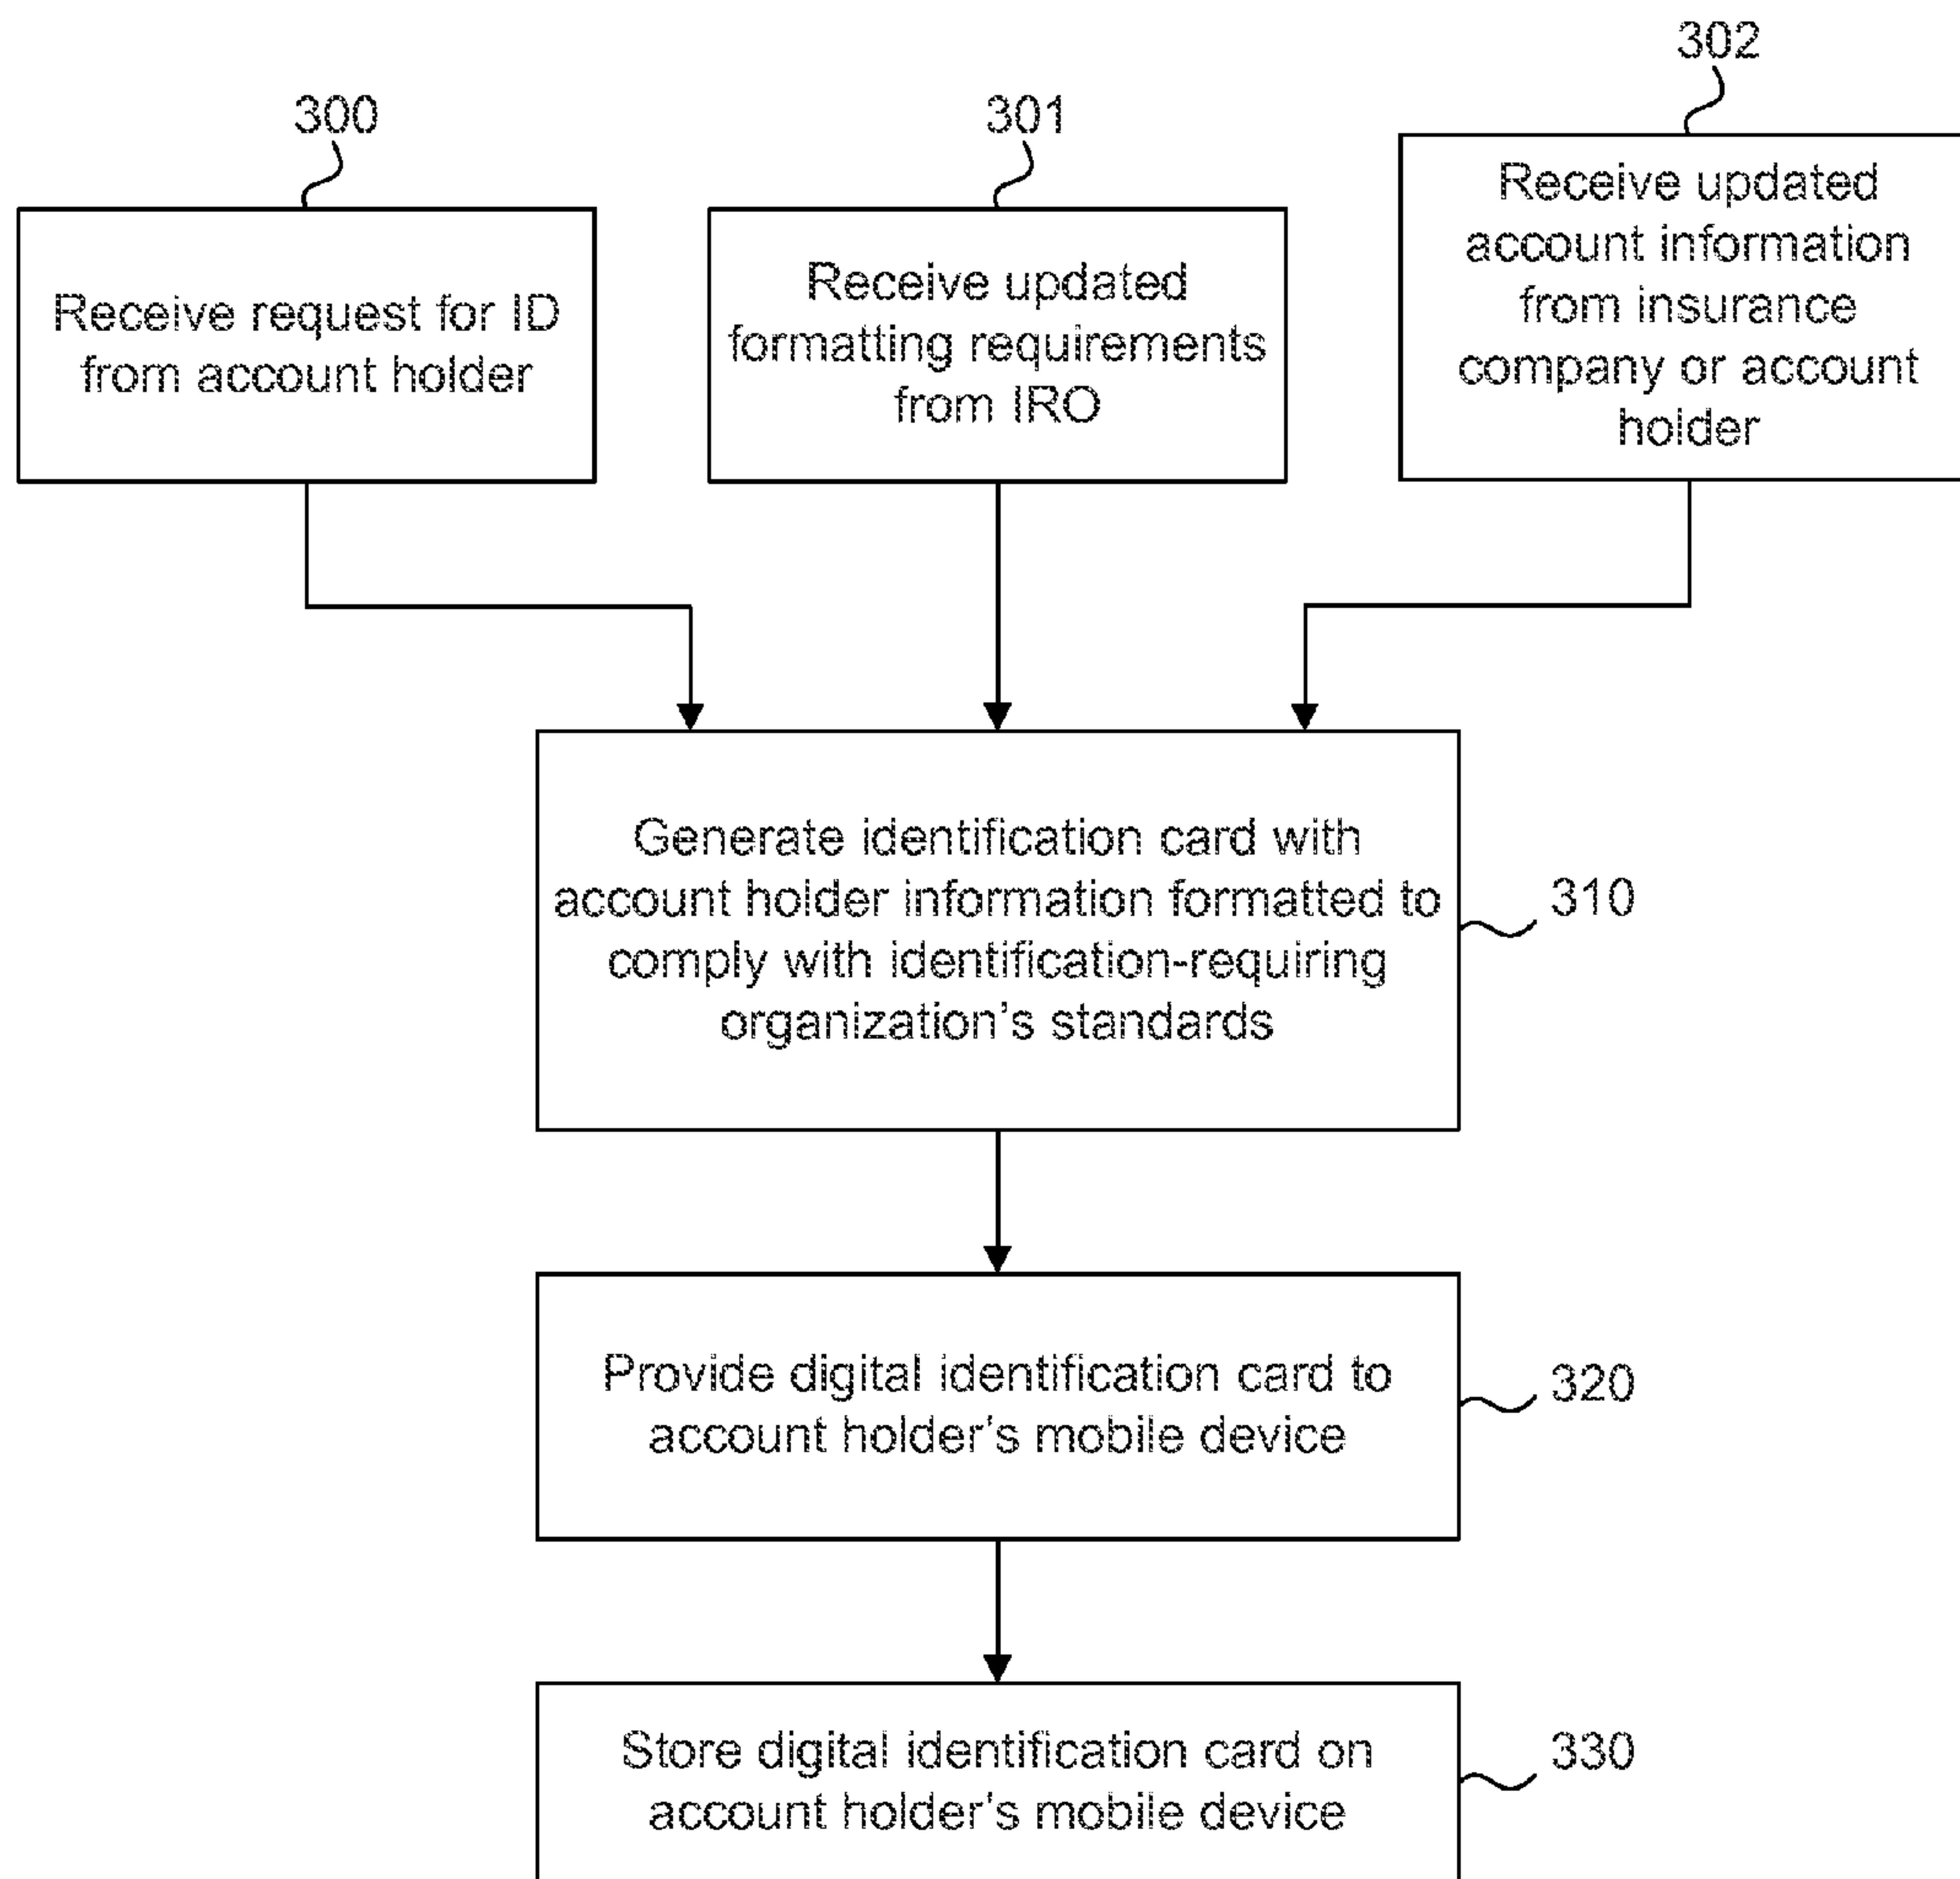 302
300
301
Receive updated
account information
from insurance
company or account
holder
Receive request for ID
from account holder
Receive updated
formatting requirements
from IRO
Generate identification card with
account holder information formatted to
comply with identification-requiring
organization's standards
310
Provide digital identification card to
account holder's mobile device
320
Store digital identification card on
account holder's mobile device
330